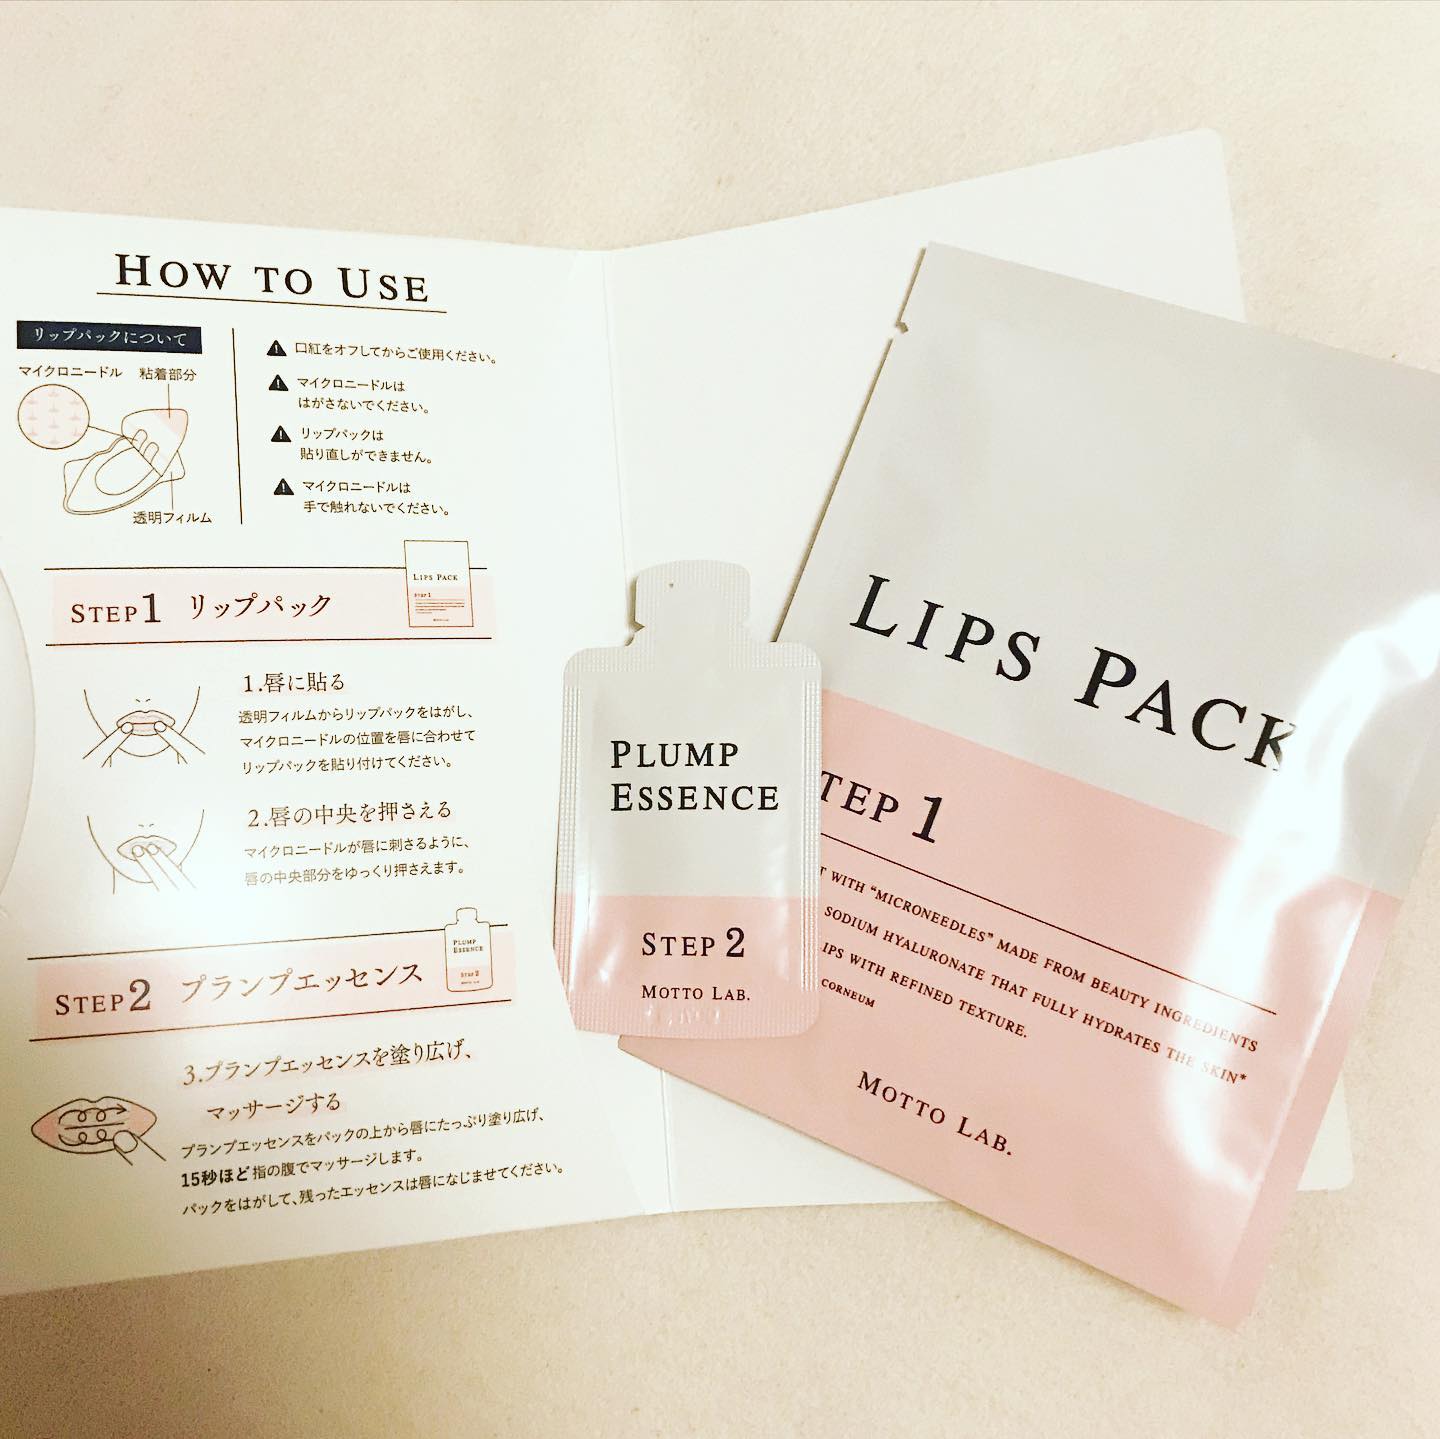 HOW TO USE
リップパックについて
マイクロニードル 粘着部分
透明フィルム
口紅をオフしてからご使用ください。
マイクロニードルは
はがさないでください。
リップパックは
貼り直しができません。
マイクロニードルは
手で触れないでください。
STEP1 リップパック
LIPS PACK
STEP 1
1.唇に貼る
透明フィルムからリップパックをはがし、
マイクロニードルの位置を唇に合わせて
リップパックを貼り付けてください。
2.唇の中央を押さえる
マイクロニードルが唇に刺さるように、
唇の中央部分をゆっくり押さえます。
STEP2 プランプエッセンス
PLUMP
ESSENCE
STEP 2
3.プランプエッセンスを塗り広げ、
マッサージする
プランプエッセンスをパックの上から唇にたっぷり塗り広げ、
15秒ほど指の腹でマッサージします。
パックをはがして、残ったエッセンスは唇になじませてください。
PLUMP
ESSENCE
STEP 2
MOTTO LAB.
LIPS PACK
TEP 1
T WITH "MICRONEEDLES" MADE FROM BEAUTY INGREDIENTS
SODIUM HYALURONATE THAT FULLY HYDRATES THE SKIN*
IPS WITH REFINED TEXTURE.
CORNEUM
MOTTO LAB.